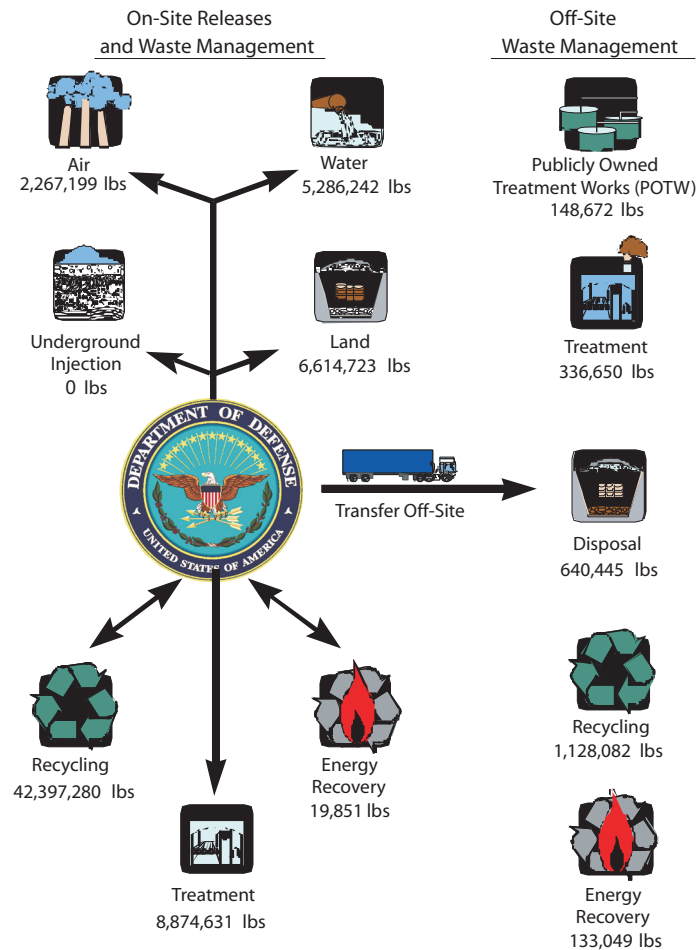 On-Site Releases
and Waste Management
Off-Site
Waste Management
Air
2,267,199 lbs
Water
5,286,242 lbs
Publicly Owned
Treatment Works (POTW)
148,672 lbs
Underground
Injection
0 lbs
Land
6,614,723 lbs
Treatment
336,650 lbs
DEPARTMENT OF DEFENSE
UNITED STATES OF AMERICA
Transfer Off-Site
Disposal
640,445 lbs
Recycling
42,397,280 lbs
Energy
Recovery
19,851 lbs
Recycling
1,128,082 lbs
Treatment
8,874,631 lbs
Energy
Recovery
133,049 lbs